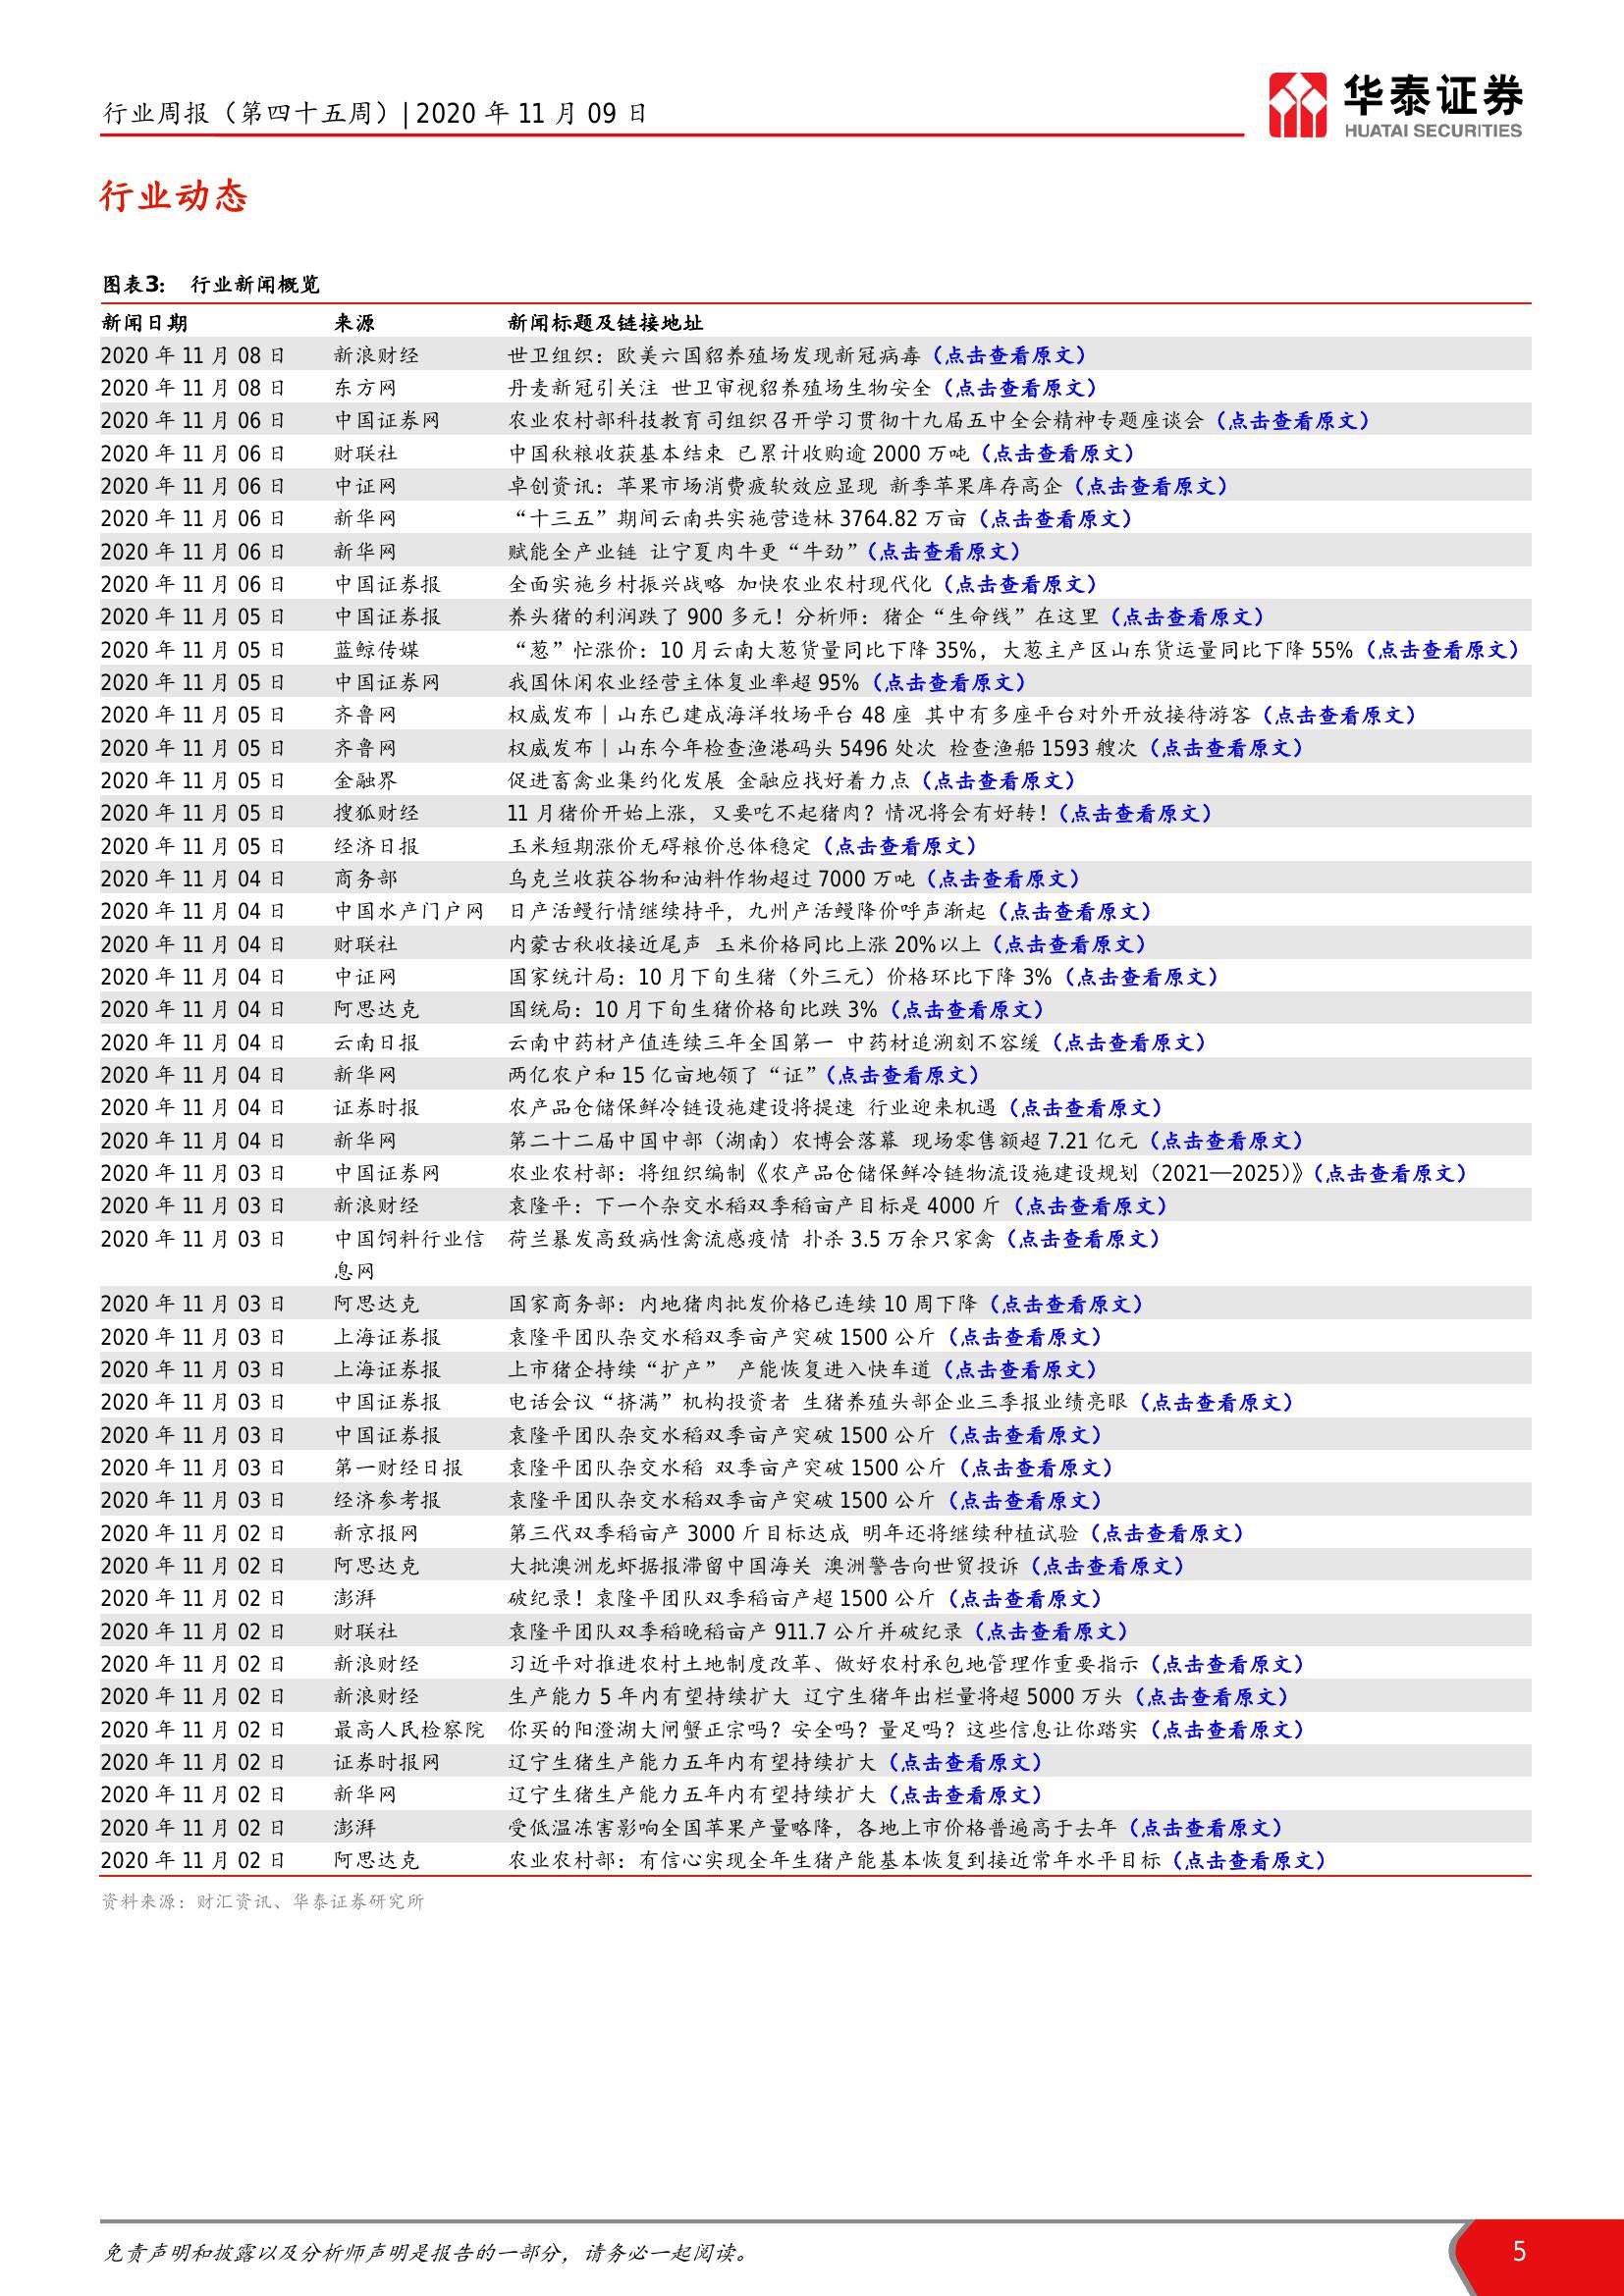 行业周报（第四十五周）| 2020 年 11 月 09 日
华泰证券
HUATAI SECURITIES
行业动态
图表3： 行业新闻概览
新闻日期 来源 新闻标题及链接地址
2020 年 11 月 08 日 新浪财经 世卫组织：欧美六国貂养殖场发现新冠病毒（点击查看原文）
2020 年 11 月 08 日 东方网 丹麦新冠引关注 世卫审视貂养殖场生物安全（点击查看原文）
2020 年 11 月 06 日 中国证券网 农业农村部科技教育司组织召开学习贯彻十九届五中全会精神专题座谈会（点击查看原文）
2020 年 11 月 06 日 财联社 中国秋粮收获基本结束 已累计收购逾 2000 万吨（点击查看原文）
2020 年 11 月 06 日 中证网 卓创资讯：苹果市场消费疲软效应显现 新季苹果库存高企（点击查看原文）
2020 年 11 月 06 日 新华网 “十三五”期间云南共实施营造林 3764.82 万亩（点击查看原文）
2020 年 11 月 06 日 新华网 赋能全产业链 让宁夏肉牛更“牛劲”（点击查看原文）
2020 年 11 月 06 日 中国证券报 全面实施乡村振兴战略 加快农业农村现代化（点击查看原文）
2020 年 11 月 05 日 中国证券报 养头猪的利润跌了 900 多元！分析师：猪企“生命线”在这里（点击查看原文）
2020 年 11 月 05 日 蓝鲸传媒 “葱”忙涨价：10 月云南大葱货量同比下降 35%，大葱主产区山东货运量同比下降 55%（点击查看原文）
2020 年 11 月 05 日 中国证券网 我国休闲农业经营主体复业率超 95%（点击查看原文）
2020 年 11 月 05 日 齐鲁网 权威发布｜山东已建成海洋牧场平台 48 座 其中有多座平台对外开放接待游客（点击查看原文）
2020 年 11 月 05 日 齐鲁网 权威发布｜山东今年检查渔港码头 5496 处次 检查渔船 1593 艘次（点击查看原文）
2020 年 11 月 05 日 金融界 促进畜禽业集约化发展 金融应找好着力点（点击查看原文）
2020 年 11 月 05 日 搜狐财经 11 月猪价开始上涨，又要吃不起猪肉？情况将会有好转！（点击查看原文）
2020 年 11 月 05 日 经济日报 玉米短期涨价无碍粮价总体稳定（点击查看原文）
2020 年 11 月 04 日 商务部 乌克兰收获谷物和油料作物超过 7000 万吨（点击查看原文）
2020 年 11 月 04 日 中国水产门户网 日产活鳗行情继续持平，九州产活鳗降价呼声渐起（点击查看原文）
2020 年 11 月 04 日 财联社 内蒙古秋收接近尾声 玉米价格同比上涨 20%以上（点击查看原文）
2020 年 11 月 04 日 中证网 国家统计局：10 月下旬生猪（外三元）价格环比下降 3%（点击查看原文）
2020 年 11 月 04 日 阿思达克 国统局：10 月下旬生猪价格旬比跌 3%（点击查看原文）
2020 年 11 月 04 日 云南日报 云南中药材产值连续三年全国第一 中药材追溯刻不容缓（点击查看原文）
2020 年 11 月 04 日 新华网 两亿农户和 15 亿亩地领了“证”（点击查看原文）
2020 年 11 月 04 日 证券时报 农产品仓储保鲜冷链设施建设将提速 行业迎来机遇（点击查看原文）
2020 年 11 月 04 日 新华网 第二十二届中国中部（湖南）农博会落幕 现场零售额超 7.21 亿元（点击查看原文）
2020 年 11 月 03 日 中国证券网 农业农村部：将组织编制《农产品仓储保鲜冷链物流设施建设规划（2021—2025）》（点击查看原文）
2020 年 11 月 03 日 新浪财经 袁隆平：下一个杂交水稻双季稻亩产目标是 4000 斤（点击查看原文）
2020 年 11 月 03 日 中国饲料行业信 荷兰暴发高致病性禽流感疫情 扑杀 3.5 万余只家禽（点击查看原文）
息网
2020 年 11 月 03 日 阿思达克 国家商务部：内地猪肉批发价格已连续 10 周下降（点击查看原文）
2020 年 11 月 03 日 上海证券报 袁隆平团队杂交水稻双季亩产突破 1500 公斤（点击查看原文）
2020 年 11 月 03 日 上海证券报 上市猪企持续“扩产” 产能恢复进入快车道（点击查看原文）
2020 年 11 月 03 日 中国证券报 电话会议“挤满”机构投资者 生猪养殖头部企业三季报业绩亮眼（点击查看原文）
2020 年 11 月 03 日 中国证券报 袁隆平团队杂交水稻双季亩产突破 1500 公斤（点击查看原文）
2020 年 11 月 03 日 第一财经日报 袁隆平团队杂交水稻 双季亩产突破 1500 公斤（点击查看原文）
2020 年 11 月 03 日 经济参考报 袁隆平团队杂交水稻双季亩产突破 1500 公斤（点击查看原文）
2020 年 11 月 02 日 新京报网 第三代双季稻亩产 3000 斤目标达成 明年还将继续种植试验（点击查看原文）
2020 年 11 月 02 日 阿思达克 大批澳洲龙虾据报滞留中国海关 澳洲警告向世贸投诉（点击查看原文）
2020 年 11 月 02 日 澎湃 破纪录！袁隆平团队双季稻亩产超 1500 公斤（点击查看原文）
2020 年 11 月 02 日 财联社 袁隆平团队双季稻晚稻亩产 911.7 公斤并破纪录（点击查看原文）
2020 年 11 月 02 日 新浪财经 习近平对推进农村土地制度改革、做好农村承包地管理作重要指示（点击查看原文）
2020 年 11 月 02 日 新浪财经 生产能力 5 年内有望持续扩大 辽宁生猪年出栏量将超 5000 万头（点击查看原文）
2020 年 11 月 02 日 最高人民检察院 你买的阳澄湖大闸蟹正宗吗？安全吗？量足吗？这些信息让你踏实（点击查看原文）
2020 年 11 月 02 日 证券时报网 辽宁生猪生产能力五年内有望持续扩大（点击查看原文）
2020 年 11 月 02 日 新华网 辽宁生猪生产能力五年内有望持续扩大（点击查看原文）
2020 年 11 月 02 日 澎湃 受低温冻害影响全国苹果产量略降，各地上市价格普遍高于去年（点击查看原文）
2020 年 11 月 02 日 阿思达克 农业农村部：有信心实现全年生猪产能基本恢复到接近常年水平目标（点击查看原文）
资料来源：财汇资讯、华泰证券研究所
免责声明和披露以及分析师声明是报告的一部分，请务必一起阅读。 5